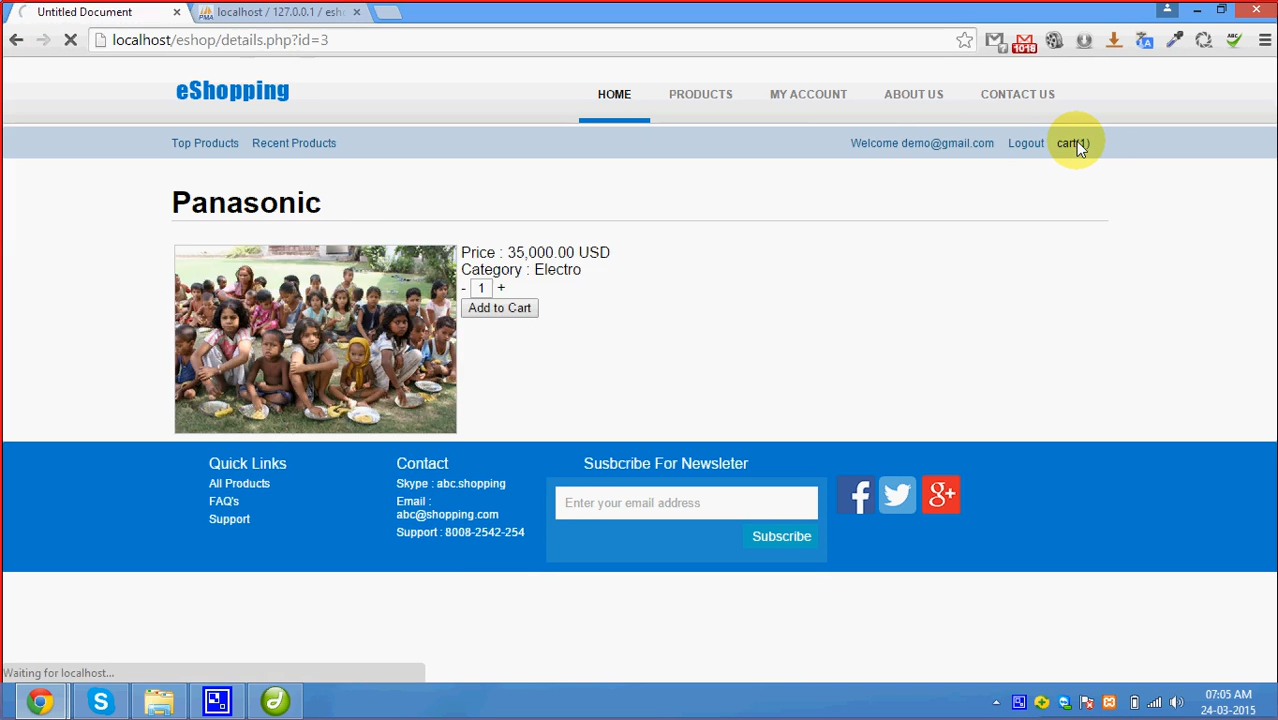 Untitled Document
localhost / 127.0.0.1 / esho
localhost/eshop/details.php?id=3
1018
eShopping
HOME PRODUCTS MY ACCOUNT ABOUT US CONTACT US
Top Products Recent Products Welcome demo@gmail.com Logout cart(1)
Panasonic
Price : 35,000.00 USD
Category : Electro
- 1 +
Add to Cart
Quick Links
All Products
FAQ's
Support
Contact
Skype : abc.shopping
Email :
abc@shopping.com
Support : 8008-2542-254
Susbcribe For Newsleter
Enter your email address
Subscribe
Waiting for localhost...
07:05 AM
24-03-2015